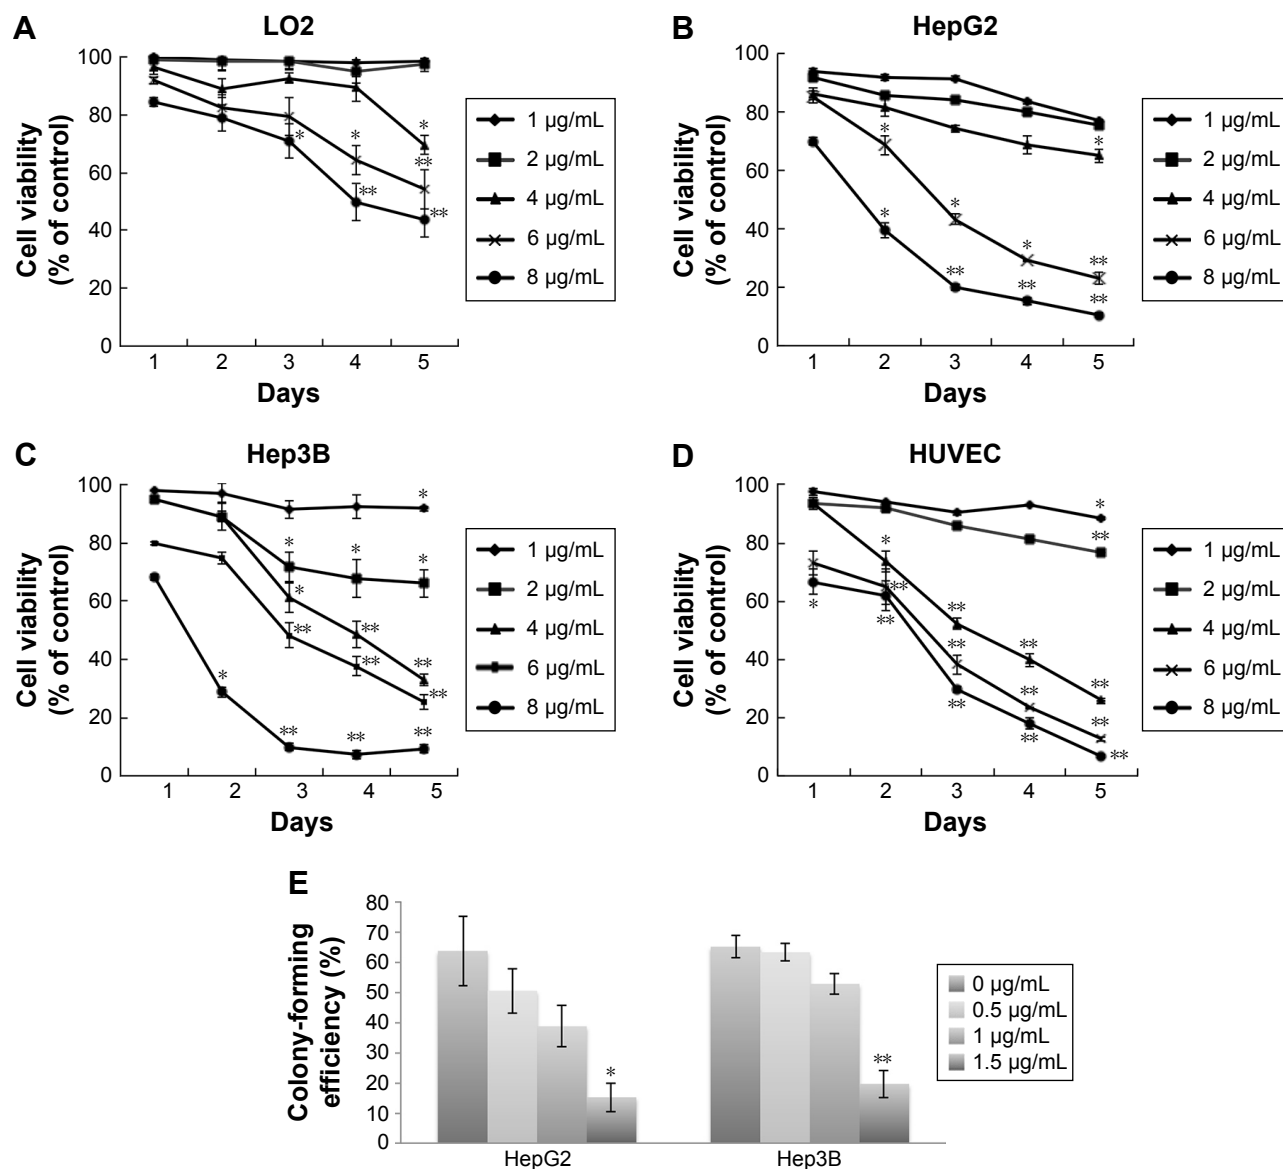 A
LO2
Cell viability
(% of control)
100
80
60
40
20
0
*
*
*
**
**
**
1 2 3 4 5
Days
1 µg/mL
2 µg/mL
4 µg/mL
6 µg/mL
8 µg/mL
B
HepG2
Cell viability
(% of control)
100
80
60
40
20
0
*
*
*
*
*
**
**
**
**
1 2 3 4 5
Days
1 µg/mL
2 µg/mL
4 µg/mL
6 µg/mL
8 µg/mL
C
Hep3B
Cell viability
(% of control)
100
80
60
40
20
0
*
*
*
*
*
**
**
**
**
**
*
**
**
**
1 2 3 4 5
Days
1 µg/mL
2 µg/mL
4 µg/mL
6 µg/mL
8 µg/mL
D
HUVEC
Cell viability
(% of control)
100
80
60
40
20
0
*
**
*
**
**
**
**
**
**
**
*
**
**
**
**
1 2 3 4 5
Days
1 µg/mL
2 µg/mL
4 µg/mL
6 µg/mL
8 µg/mL
E
Colony-forming
efficiency (%)
80
70
60
50
40
30
20
10
0
*
**
HepG2 Hep3B
0 µg/mL
0.5 µg/mL
1 µg/mL
1.5 µg/mL